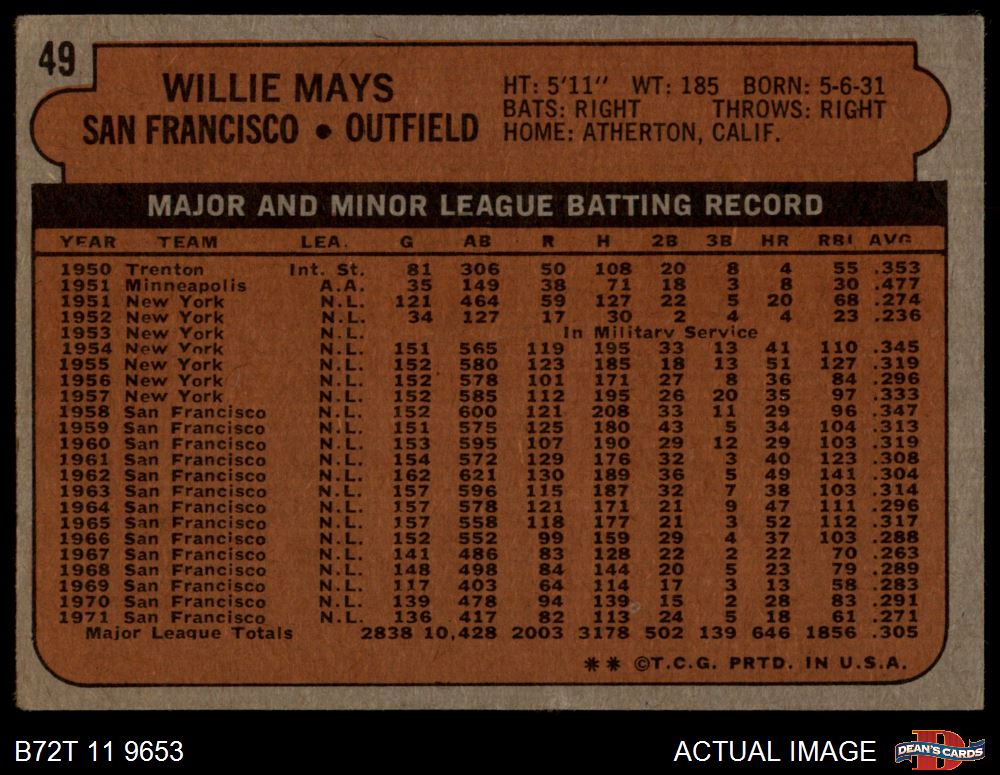 49
WILLIE MAYS
SAN FRANCISCO • OUTFIELD
HT: 5'11" WT: 185 BORN: 5-6-31
BATS: RIGHT THROWS: RIGHT
HOME: ATHERTON, CALIF.
MAJOR AND MINOR LEAGUE BATTING RECORD
YEAR TEAM LEA. G AB R H 2B 3B HR RBI AVG
1950 Trenton Int. St. 81 306 50 108 20 8 4 55 .353
1951 Minneapolis A.A. 35 149 38 71 18 3 8 30 .477
1951 New York N.L. 121 464 59 127 22 5 20 68 .274
1952 New York N.L. 34 127 17 30 2 4 4 23 .236
1953 New York N.L. In Military Service
1954 New York N.L. 151 565 119 195 33 13 41 110 .345
1955 New York N.L. 152 580 123 185 18 13 51 127 .319
1956 New York N.L. 152 578 101 171 27 8 36 84 .296
1957 New York N.L. 152 585 112 195 26 20 35 97 .333
1958 San Francisco N.L. 152 600 121 208 33 11 29 96 .347
1959 San Francisco N.L. 151 575 125 180 43 5 34 104 .313
1960 San Francisco N.L. 153 595 107 190 29 12 29 103 .319
1961 San Francisco N.L. 154 572 129 176 32 3 40 123 .308
1962 San Francisco N.L. 162 621 130 189 36 5 49 141 .304
1963 San Francisco N.L. 157 596 115 187 32 7 38 103 .314
1964 San Francisco N.L. 157 578 121 171 21 9 47 111 .296
1965 San Francisco N.L. 157 558 118 177 21 3 52 112 .317
1966 San Francisco N.L. 152 552 99 159 29 4 37 103 .288
1967 San Francisco N.L. 141 486 83 128 22 2 22 70 .263
1968 San Francisco N.L. 148 498 84 144 20 5 23 79 .289
1969 San Francisco N.L. 117 403 64 114 17 3 13 58 .283
1970 San Francisco N.L. 139 478 94 139 15 2 28 83 .291
1971 San Francisco N.L. 136 417 82 113 24 5 18 61 .271
Major League Totals 2838 10,428 2003 3178 502 139 646 1856 .305
** ©T.C.G. PRTD. IN U.S.A.
B72T 11 9653
ACTUAL IMAGE
DEAN'S CARDS